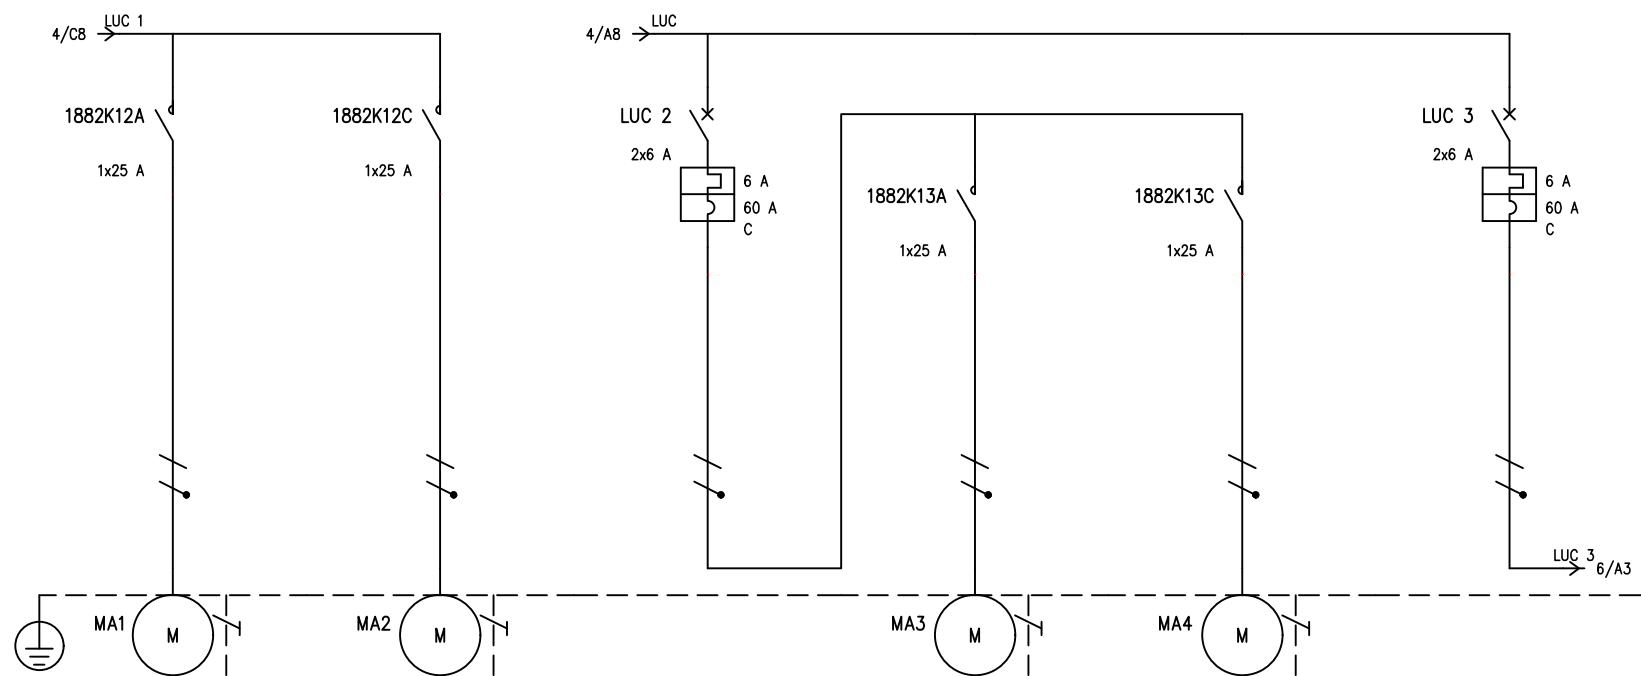 LUC 1
4/C8
LUC
4/A8
1882K12A
1x25 A
1882K12C
1x25 A
LUC 2
2x6 A
6 A
60 A
C
1882K13A
1x25 A
1882K13C
1x25 A
LUC 3
2x6 A
6 A
60 A
C
LUC 3
6/A3
MA1
M
MA2
M
MA3
M
MA4
M